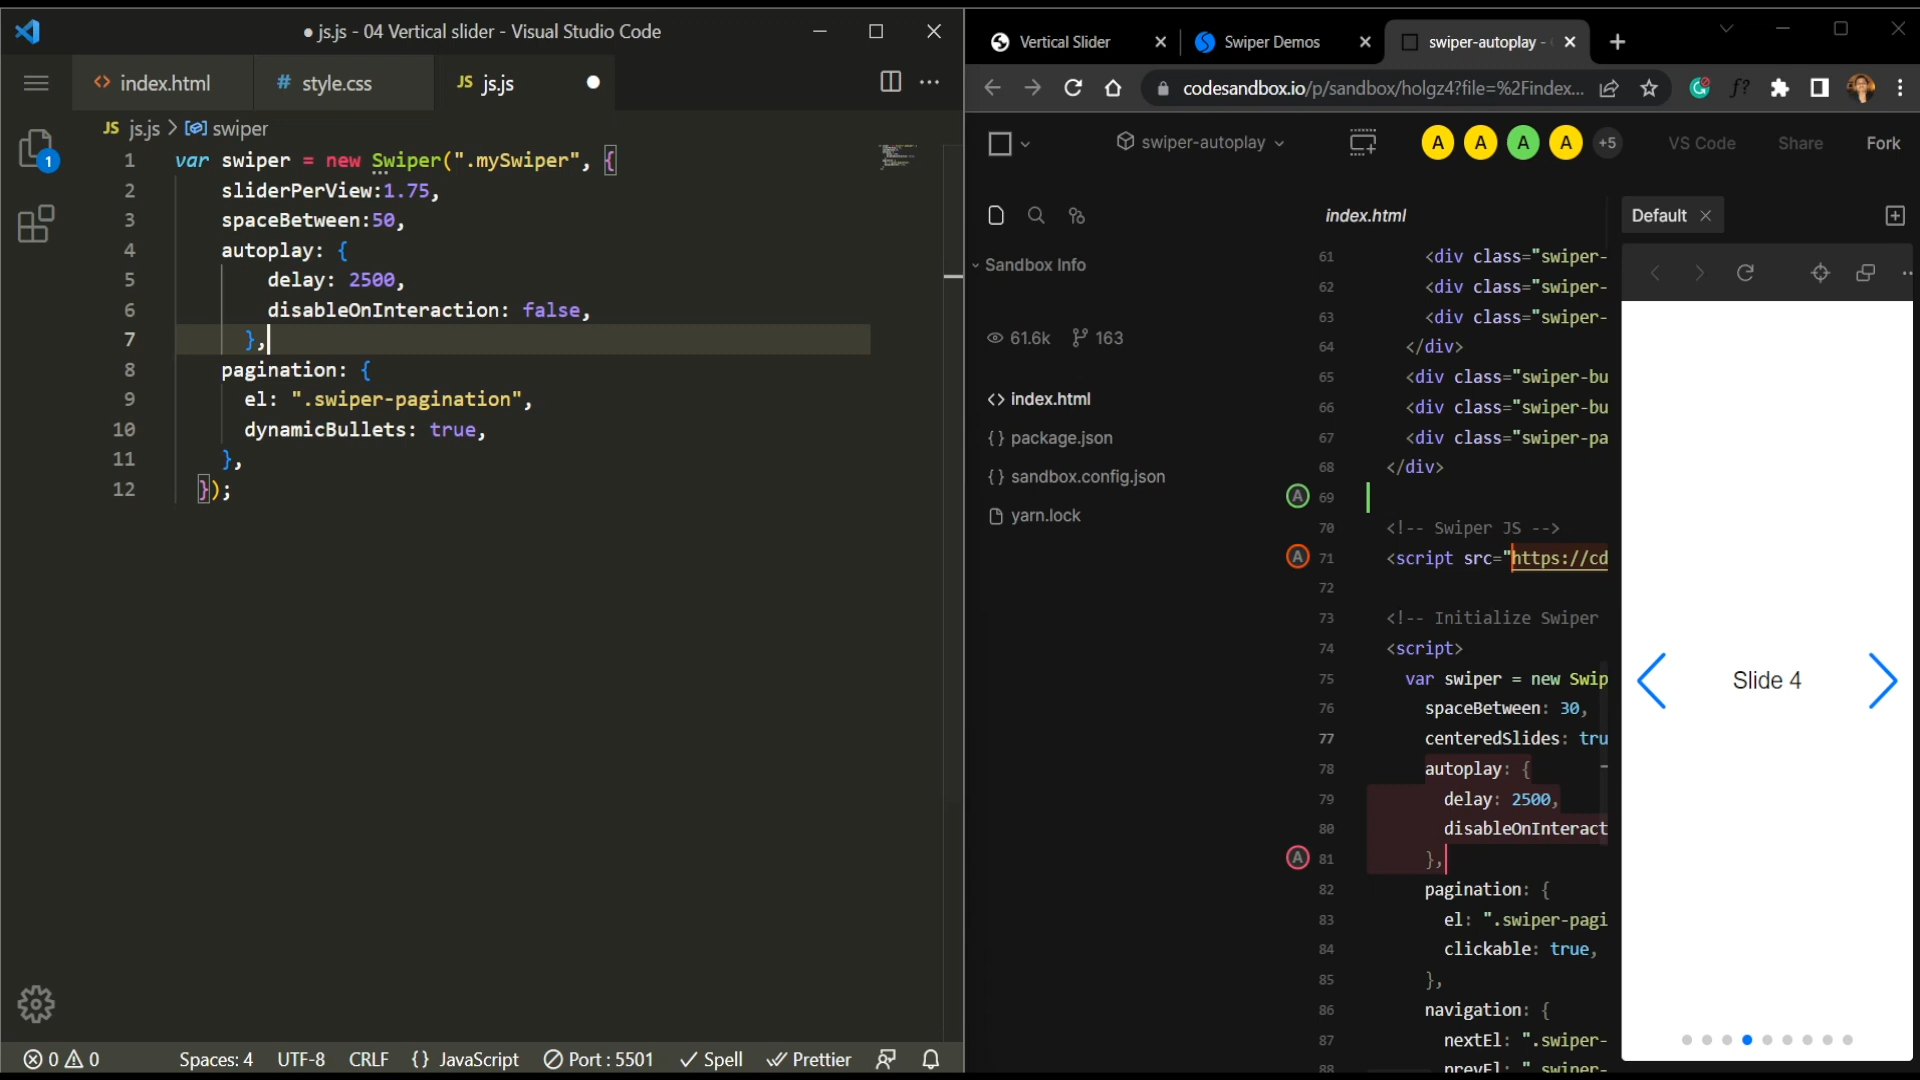 ● js.js - 04 Vertical slider - Visual Studio Code
index.html
# style.css
JS js.js
JS js.js > swiper
1 var swiper = new Swiper(".mySwiper", {
2 sliderPerView:1.75,
3 spaceBetween:50,
4 autoplay: {
5 delay: 2500,
6 disableOnInteraction: false,
7 },
8 pagination: {
9 el: ".swiper-pagination",
10 dynamicBullets: true,
11 },
12 });
1
0 0
Spaces: 4
UTF-8
CRLF
{} JavaScript
Port : 5501
Spell
Prettier
Vertical Slider
Swiper Demos
swiper-autoplay -
codesandbox.io/p/sandbox/holgz4?file=%2Findex...
f?
swiper-autoplay
A A A A +5
VS Code
Share
Fork
Sandbox Info
61.6k 163
<> index.html
{} package.json
{} sandbox.config.json
yarn.lock
index.html
61 <div class="swiper-
62 <div class="swiper-
63 <div class="swiper-
64 </div>
65 <div class="swiper-bu
66 <div class="swiper-bu
67 <div class="swiper-pa
68 </div>
A 69
70 <!-- Swiper JS -->
A 71 <script src="https://cd
72
73 <!-- Initialize Swiper
74 <script>
75 var swiper = new Swip
76 spaceBetween: 30,
77 centeredSlides: tru
78 autoplay: {
79 delay: 2500,
80 disableOnInteract
A 81 },
82 pagination: {
83 el: ".swiper-pagi
84 clickable: true,
85 },
86 navigation: {
87 nextEl: ".swiper-
88 prevEl: ".swiper-
Default
Slide 4